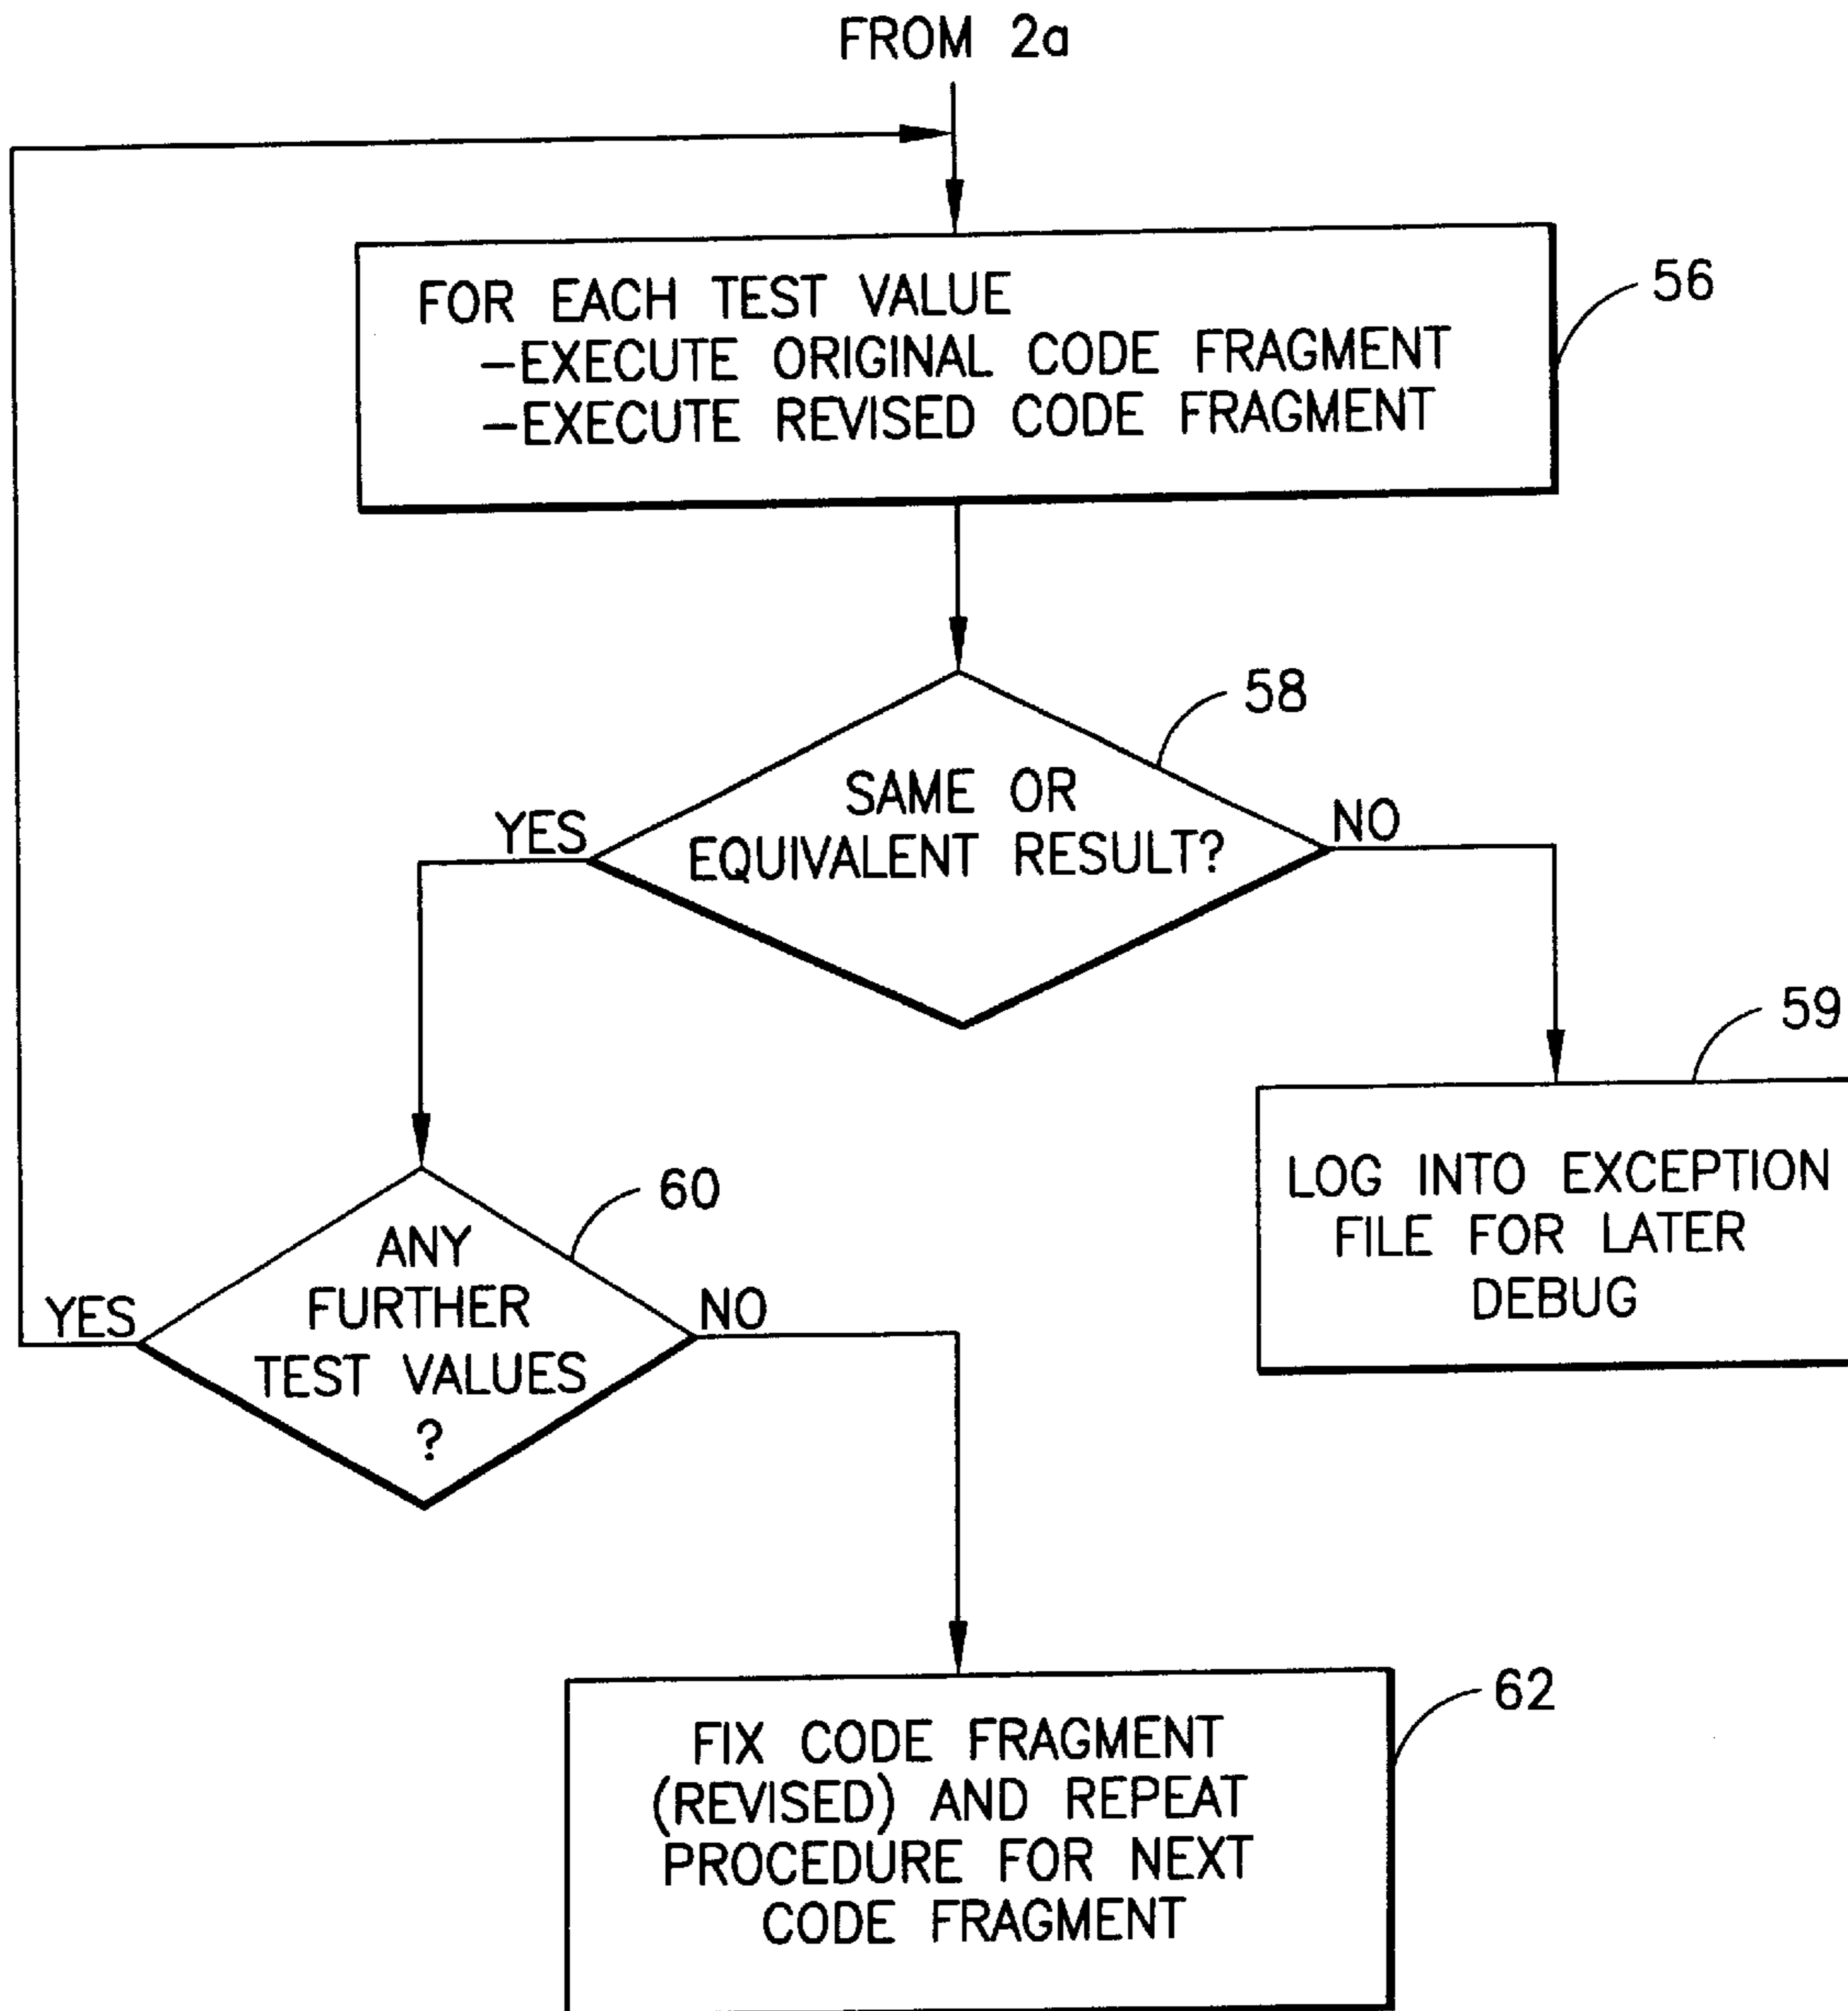 FROM 2a
FOR EACH TEST VALUE
-EXECUTE ORIGINAL CODE FRAGMENT
-EXECUTE REVISED CODE FRAGMENT
56
58
SAME OR
EQUIVALENT RESULT?
YES
NO
59
LOG INTO EXCEPTION
FILE FOR LATER
DEBUG
60
ANY
FURTHER
TEST VALUES
?
YES
NO
62
FIX CODE FRAGMENT
(REVISED) AND REPEAT
PROCEDURE FOR NEXT
CODE FRAGMENT